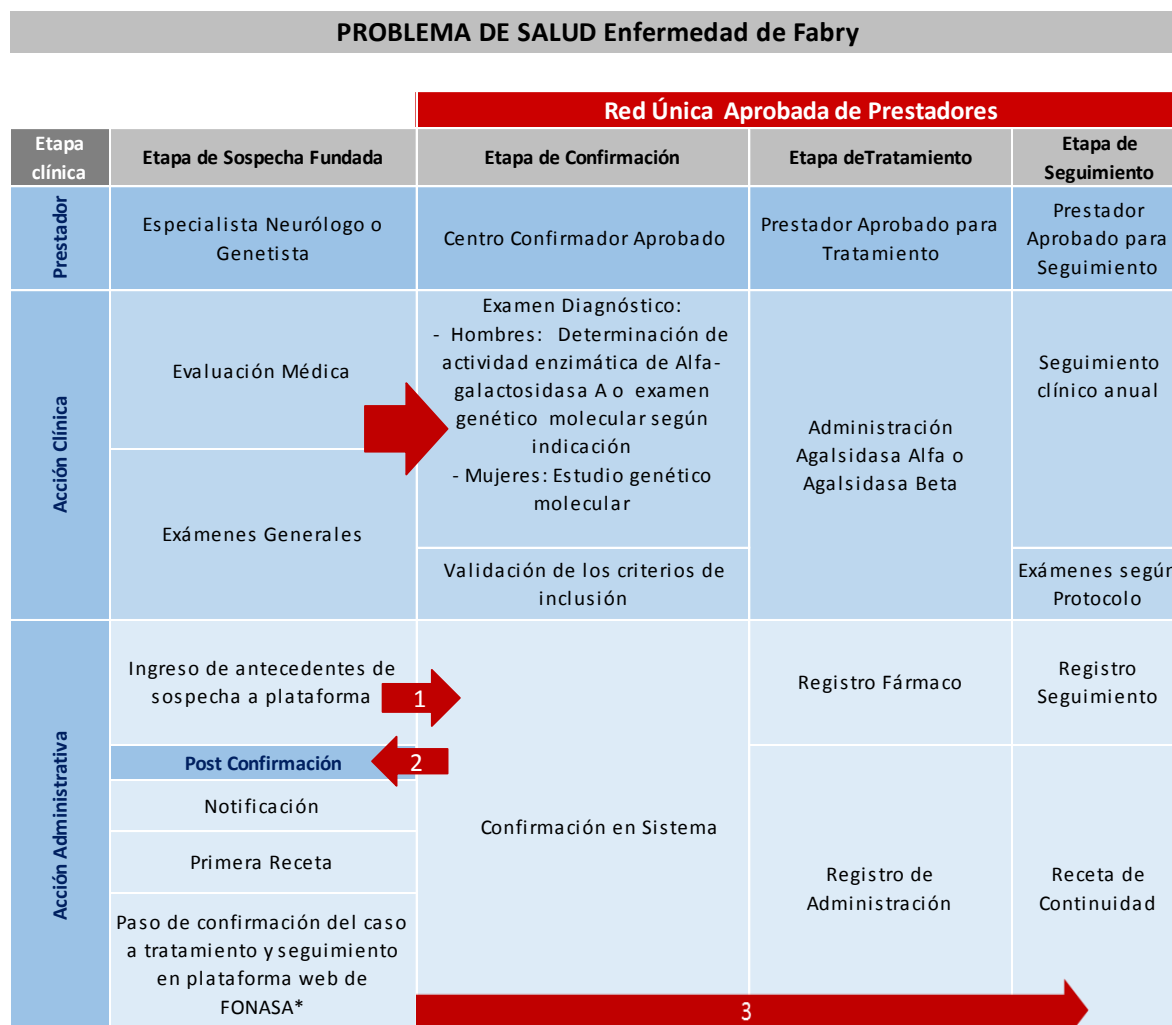 PROBLEMA DE SALUD Enfermedad de Fabry
Red Única Aprobada de Prestadores
Etapa
clínica
Etapa de Sospecha Fundada
Etapa de Confirmación
Etapa deTratamiento
Etapa de
Seguimiento
Prestador
Especialista Neurólogo o
Genetista
Centro Confirmador Aprobado
Prestador Aprobado para
Tratamiento
Prestador
Aprobado para
Seguimiento
Acción Clínica
Evaluación Médica
Exámenes Generales
Examen Diagnóstico:
- Hombres: Determinación de
actividad enzimática de Alfa-
galactosidasa A o examen
genético molecular según
indicación
- Mujeres: Estudio genético
molecular
Validación de los criterios de
inclusión
Administración
Agalsidasa Alfa o
Agalsidasa Beta
Seguimiento
clínico anual
Exámenes según
Protocolo
Acción Administrativa
Ingreso de antecedentes de
sospecha a plataforma
1
Post Confirmación
2
Notificación
Primera Receta
Paso de confirmación del caso
a tratamiento y seguimiento
en plataforma web de
FONASA*
Confirmación en Sistema
Registro Fármaco
Registro de
Administración
Registro
Seguimiento
Receta de
Continuidad
3